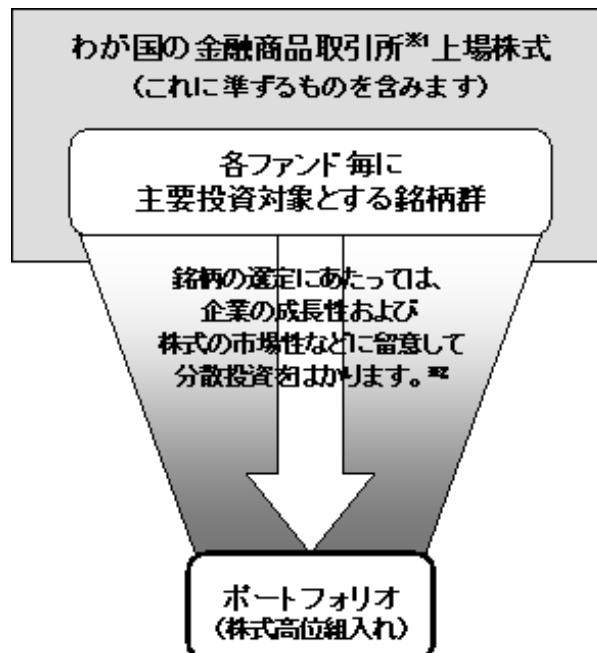 わが国の金融商品取引所※1上場株式
(これに準ずるものを含みます)
各ファンド毎に
主要投資対象とする銘柄群
銘柄の選定にあたっては、
企業の成長性および
株式の市場性などに留意して
分散投資をはかります。※2
ポートフォリオ
(株式高位組入れ)